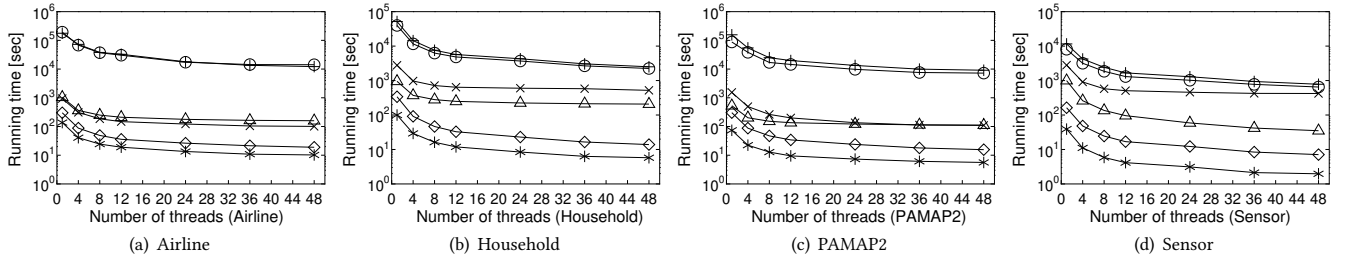 Running time [sec]
10^6
10^5
10^4
10^3
10^2
10^1
10^0
0 4 8 12 16 20 24 28 32 36 40 44 48
Number of threads (Airline)
(a) Airline
Running time [sec]
10^5
10^4
10^3
10^2
10^1
10^0
0 4 8 12 16 20 24 28 32 36 40 44 48
Number of threads (Household)
(b) Household
Running time [sec]
10^6
10^5
10^4
10^3
10^2
10^1
10^0
0 4 8 12 16 20 24 28 32 36 40 44 48
Number of threads (PAMAP2)
(c) PAMAP2
Running time [sec]
10^5
10^4
10^3
10^2
10^1
10^0
0 4 8 12 16 20 24 28 32 36 40 44 48
Number of threads (Sensor)
(d) Sensor